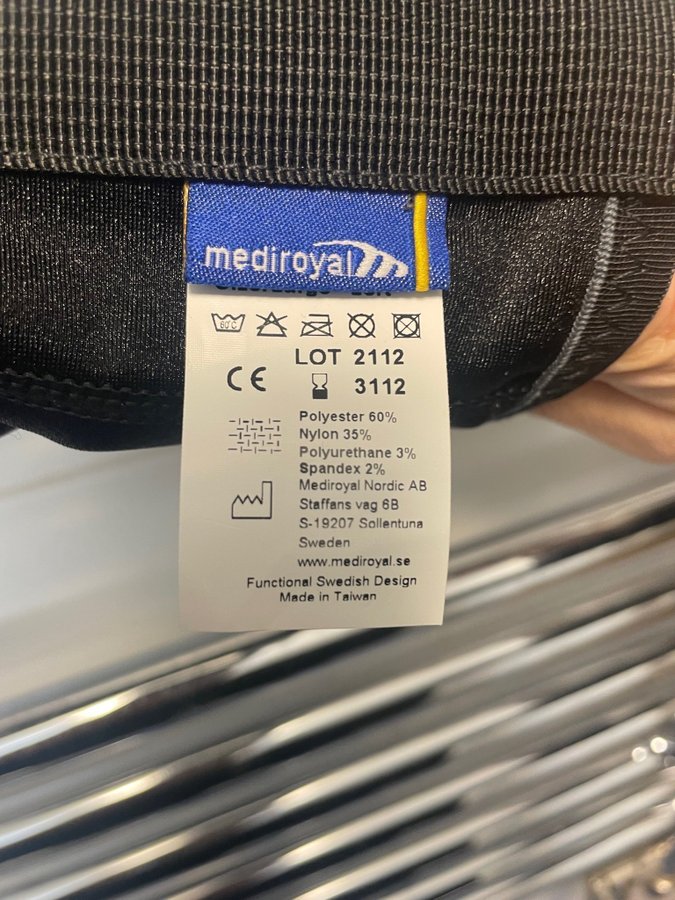 mediroyal
60°C
LOT 2112
CE 3112
Polyester 60%
Nylon 35%
Polyurethane 3%
Spandex 2%
Mediroyal Nordic AB
Staffans vag 6B
S-19207 Sollentuna
Sweden
www.mediroyal.se
Functional Swedish Design
Made in Taiwan